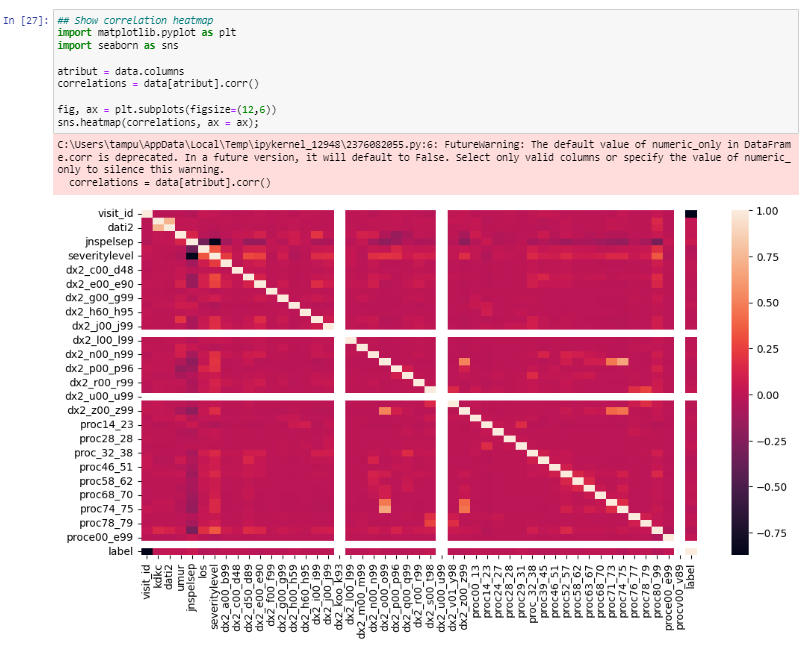 In [27]:
## Show correlation heatmap
import matplotlib.pyplot as plt
import seaborn as sns
atribut = data.columns
correlations = data[atribut].corr()
fig, ax = plt.subplots(figsize=(12,6))
sns.heatmap(correlations, ax = ax);
C:\Users\tampu\AppData\Local\Temp\ipykernel_12948\2376082055.py:6: FutureWarning: The default value of numeric_only in DataFram
e.corr is deprecated. In a future version, it will default to False. Select only valid columns or specify the value of numeric_
only to silence this warning.
correlations = data[atribut].corr()
visit_id
dati2
jnspelsep
severitylevel
dx2_c00_d48
dx2_e00_e90
dx2_g00_g99
dx2_h60_h95
dx2_j00_j99
dx2_l00_l99
dx2_n00_n99
dx2_p00_p96
dx2_r00_r99
dx2_u00_u99
dx2_z00_z99
proc14_23
proc28_28
proc_32_38
proc46_51
proc58_62
proc68_70
proc74_75
proc78_79
proce00_e99
label
1.00
0.75
0.50
0.25
0.00
−0.25
−0.50
−0.75
visit_id
kdkc
dati2
umur
jnspelsep
los
severitylevel
dx2_a00_b99
dx2_c00_d48
dx2_d50_d89
dx2_e00_e90
dx2_f00_f99
dx2_g00_g99
dx2_h00_h59
dx2_h60_h95
dx2_i00_i99
dx2_j00_j99
dx2_koo_k93
dx2_l00_l99
dx2_m00_m99
dx2_n00_n99
dx2_o00_o99
dx2_p00_p96
dx2_q00_q99
dx2_r00_r99
dx2_s00_t98
dx2_u00_u99
dx2_v01_y98
dx2_z00_z99
proc00_13
proc14_23
proc24_27
proc28_28
proc29_31
proc_32_38
proc39_45
proc46_51
proc52_57
proc58_62
proc63_67
proc68_70
proc71_73
proc74_75
proc76_77
proc78_79
proc80_99
proce00_e99
procv00_v89
label